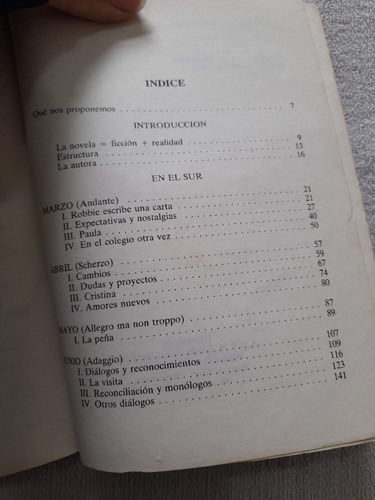 INDICE
Qué nos proponemos . . . . . . . . . . . . . . . . . . . . . . 7
INTRODUCCION
La novela = ficción + realidad . . . . . . . . . . . . . . . . . . 9
Estructura . . . . . . . . . . . . . . . . . . . . . . . . . . 13
La autora . . . . . . . . . . . . . . . . . . . . . . . . . . 16
EN EL SUR
MARZO (Andante) . . . . . . . . . . . . . . . . . . . . . . 21
I. Robbie escribe una carta . . . . . . . . . . . . . . . . . . 21
II. Expectativas y nostalgias . . . . . . . . . . . . . . . . . . 27
III. Paula . . . . . . . . . . . . . . . . . . . . . . . . . . 40
IV. En el colegio otra vez . . . . . . . . . . . . . . . . . . 50
ABRIL (Scherzo) . . . . . . . . . . . . . . . . . . . . . . 57
I. Cambios . . . . . . . . . . . . . . . . . . . . . . . . . . 59
II. Dudas y proyectos . . . . . . . . . . . . . . . . . . . . 67
III. Cristina . . . . . . . . . . . . . . . . . . . . . . . . . . 74
IV. Amores nuevos . . . . . . . . . . . . . . . . . . . . . . 80
MAYO (Allegro ma non troppo) . . . . . . . . . . . . . . . . 87
I. La peña . . . . . . . . . . . . . . . . . . . . . . . . . . 89
JUNIO (Adaggio) . . . . . . . . . . . . . . . . . . . . . . 107
I. Diálogos y reconocimientos . . . . . . . . . . . . . . . . 109
II. La visita . . . . . . . . . . . . . . . . . . . . . . . . . . 116
III. Reconciliación y monólogos . . . . . . . . . . . . . . . . 123
IV. Otros diálogos . . . . . . . . . . . . . . . . . . . . . . 141